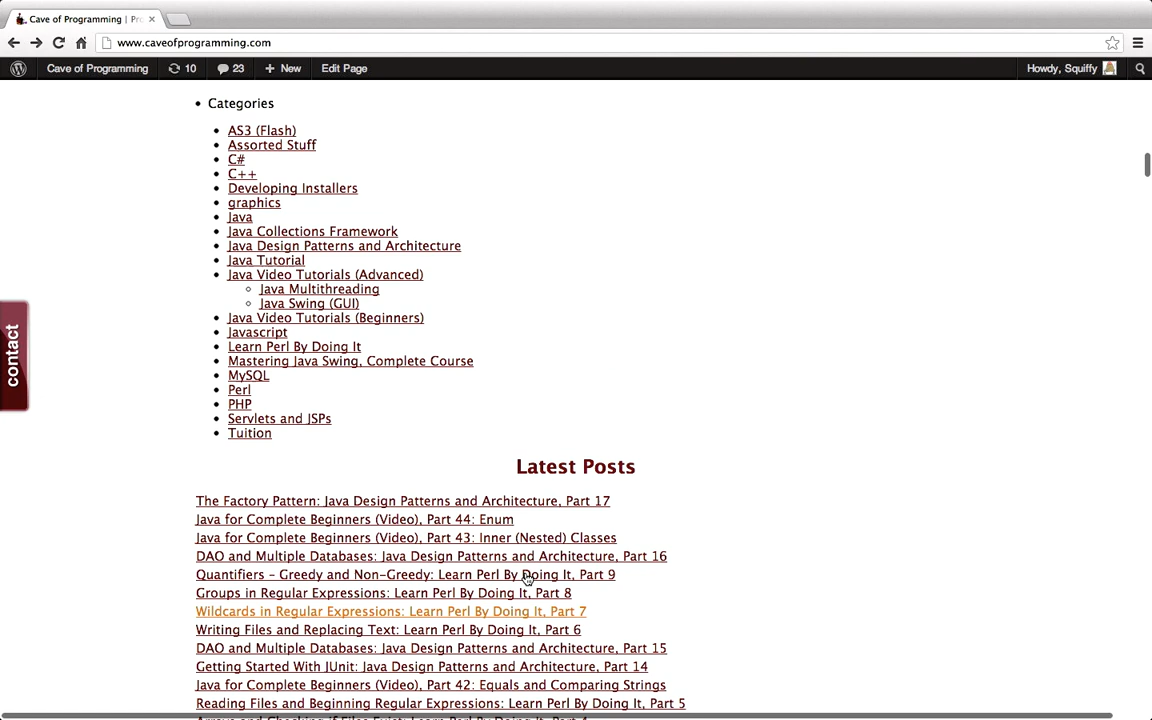 Cave of Programming | Pro
www.caveofprogramming.com
Cave of Programming 10 23 + New Edit Page Howdy, Squiffy
Categories
AS3 (Flash)
Assorted Stuff
C#
C++
Developing Installers
graphics
Java
Java Collections Framework
Java Design Patterns and Architecture
Java Tutorial
Java Video Tutorials (Advanced)
Java Multithreading
Java Swing (GUI)
Java Video Tutorials (Beginners)
Javascript
Learn Perl By Doing It
Mastering Java Swing, Complete Course
MySQL
Perl
PHP
Servlets and JSPs
Tuition
contact
Latest Posts
The Factory Pattern: Java Design Patterns and Architecture, Part 17
Java for Complete Beginners (Video), Part 44: Enum
Java for Complete Beginners (Video), Part 43: Inner (Nested) Classes
DAO and Multiple Databases: Java Design Patterns and Architecture, Part 16
Quantifiers – Greedy and Non-Greedy: Learn Perl By Doing It, Part 9
Groups in Regular Expressions: Learn Perl By Doing It, Part 8
Wildcards in Regular Expressions: Learn Perl By Doing It, Part 7
Writing Files and Replacing Text: Learn Perl By Doing It, Part 6
DAO and Multiple Databases: Java Design Patterns and Architecture, Part 15
Getting Started With JUnit: Java Design Patterns and Architecture, Part 14
Java for Complete Beginners (Video), Part 42: Equals and Comparing Strings
Reading Files and Beginning Regular Expressions: Learn Perl By Doing It, Part 5